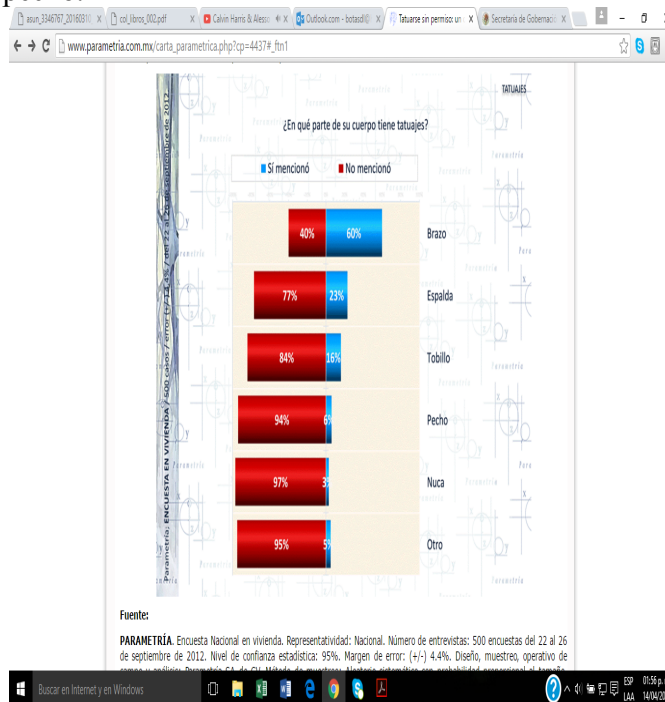 asun_3346767_20160310
col_libros_002.pdf
Calvin Harris & Aless
Outlook.com - botasdl
Tatuarse sin permiso: un
Secretaría de Gobernaci
www.parametria.com.mx/carta_parametrica.php?cp=4437#_ftn1
TATUAJES
¿En qué parte de su cuerpo tiene tatuajes?
Sí mencionó No mencionó
40% 60% Brazo
77% 23% Espalda
84% 16% Tobillo
94% 6% Pecho
97% 3% Nuca
95% 5% Otro
Parametría; ENCUESTA EN VIVIENDA / 500 casos / error (+/-) 4.4% / del 22 al 26 de septiembre de 2012.
Fuente:
PARAMETRÍA. Encuesta Nacional en vivienda. Representatividad: Nacional. Número de entrevistas: 500 encuestas del 22 al 26
de septiembre de 2012. Nivel de confianza estadística: 95%. Margen de error: (+/-) 4.4%. Diseño, muestreo, operativo de
Buscar en Internet y en Windows
ESP 01:56 p.
LAA 14/04/20